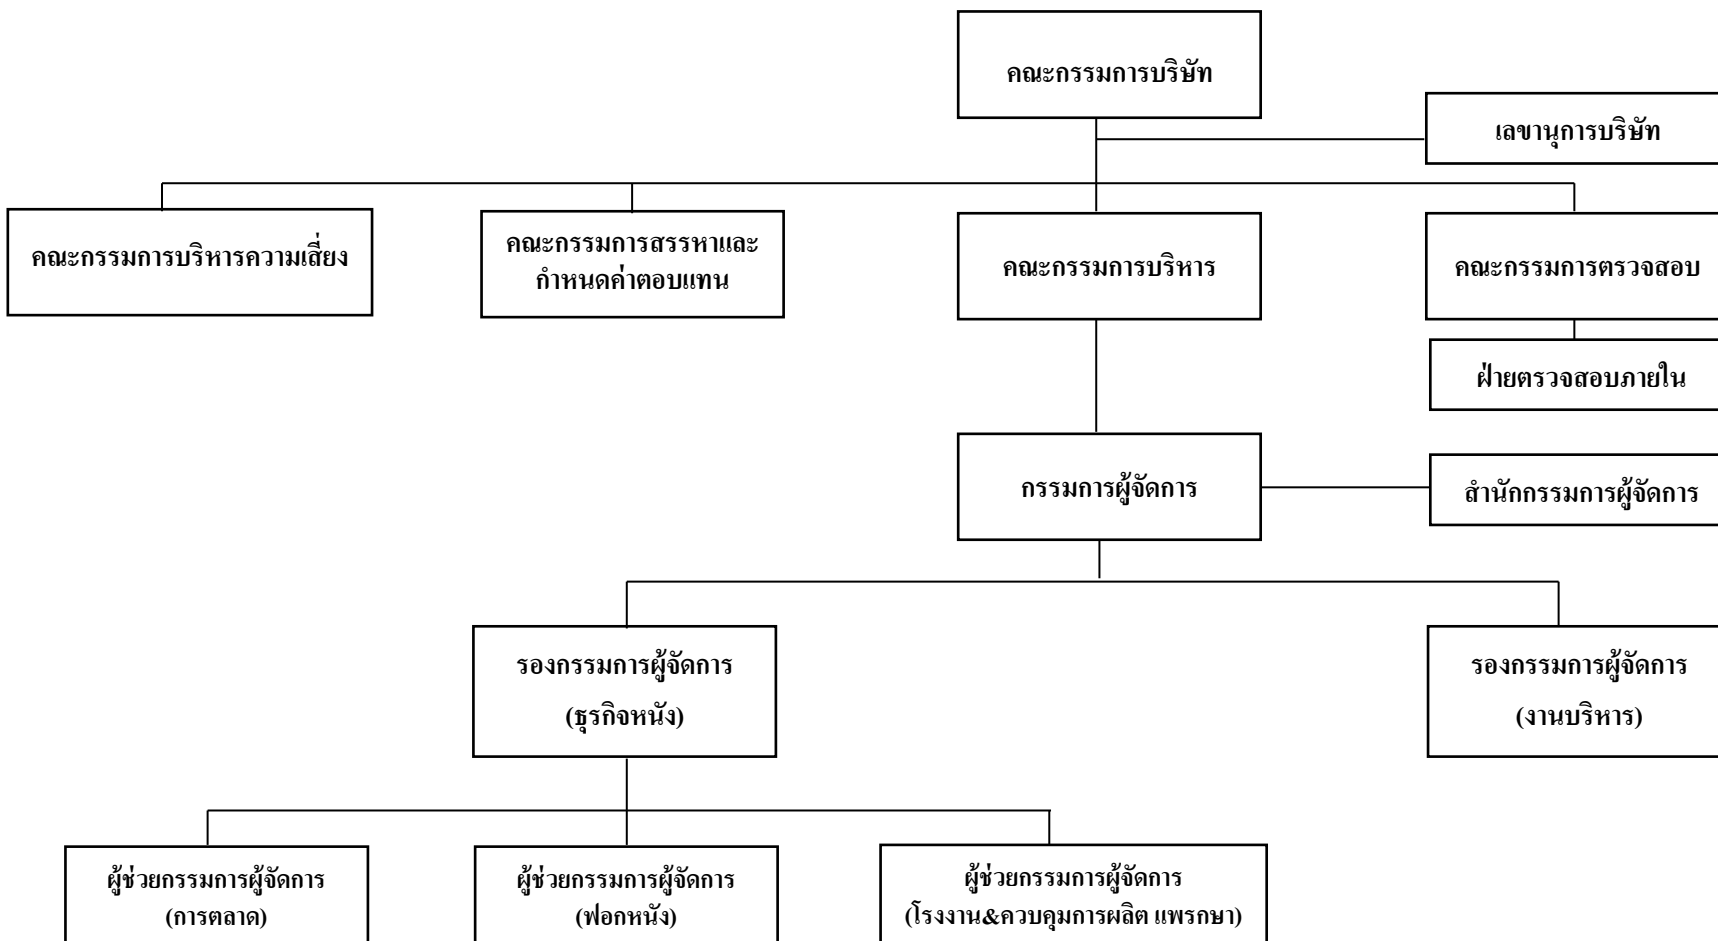 คณะกรรมการบริษัท
เลขานุการบริษัท
คณะกรรมการบริหารความเสี่ยง
คณะกรรมการสรรหาและ
กำหนดค่าตอบแทน
คณะกรรมการบริหาร
คณะกรรมการตรวจสอบ
ฝ่ายตรวจสอบภายใน
กรรมการผู้จัดการ
สำนักกรรมการผู้จัดการ
รองกรรมการผู้จัดการ
(ธุรกิจหนัง)
รองกรรมการผู้จัดการ
(งานบริหาร)
ผู้ช่วยกรรมการผู้จัดการ
(การตลาด)
ผู้ช่วยกรรมการผู้จัดการ
(ฟอกหนัง)
ผู้ช่วยกรรมการผู้จัดการ
(โรงงาน&ควบคุมการผลิต แพรกษา)